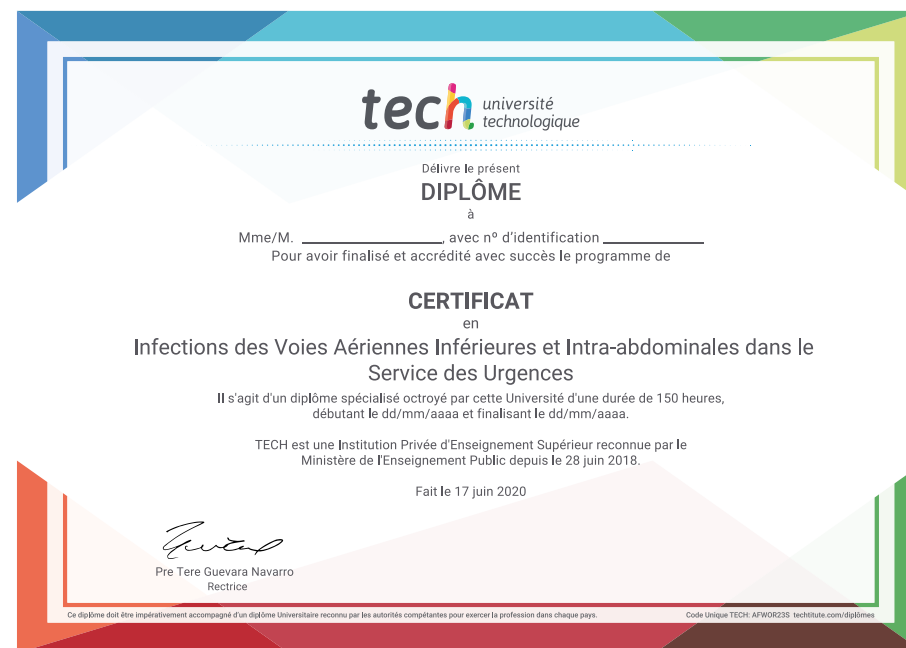 tech université
technologique
Délivre le présent
DIPLÔME
à
Mme/M. ____________________, avec nº d'identification ______________
Pour avoir finalisé et accrédité avec succès le programme de
CERTIFICAT
en
Infections des Voies Aériennes Inférieures et Intra-abdominales dans le
Service des Urgences
Il s'agit d'un diplôme spécialisé octroyé par cette Université d'une durée de 150 heures,
débutant le dd/mm/aaaa et finalisant le dd/mm/aaaa.
TECH est une Institution Privée d'Enseignement Supérieur reconnue par le
Ministère de l'Enseignement Public depuis le 28 juin 2018.
Fait le 17 juin 2020
Pre Tere Guevara Navarro
Rectrice
Ce diplôme doit être impérativement accompagné d'un diplôme Universitaire reconnu par les autorités compétantes pour exercer la profession dans chaque pays.
Code Unique TECH: AFWOR23S techtitute.com/diplômes